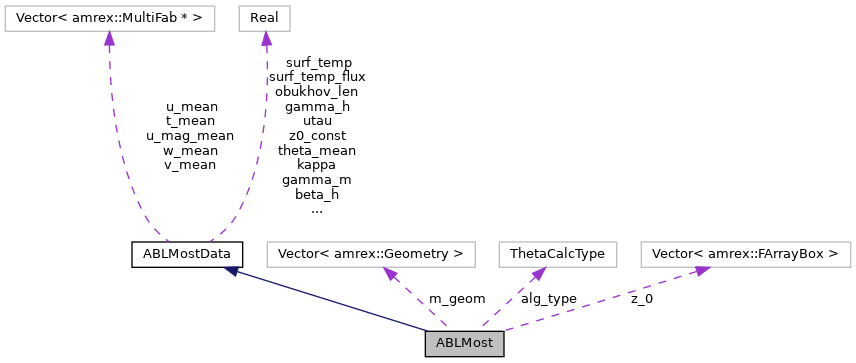 Vector< amrex::MultiFab * >
Real
u_mean
t_mean
u_mag_mean
w_mean
v_mean
surf_temp
surf_temp_flux
obukhov_len
gamma_h
utau
z0_const
theta_mean
kappa
gamma_m
beta_h
...
ABLMostData
Vector< amrex::Geometry >
ThetaCalcType
Vector< amrex::FArrayBox >
m_geom
alg_type
z_0
ABLMost